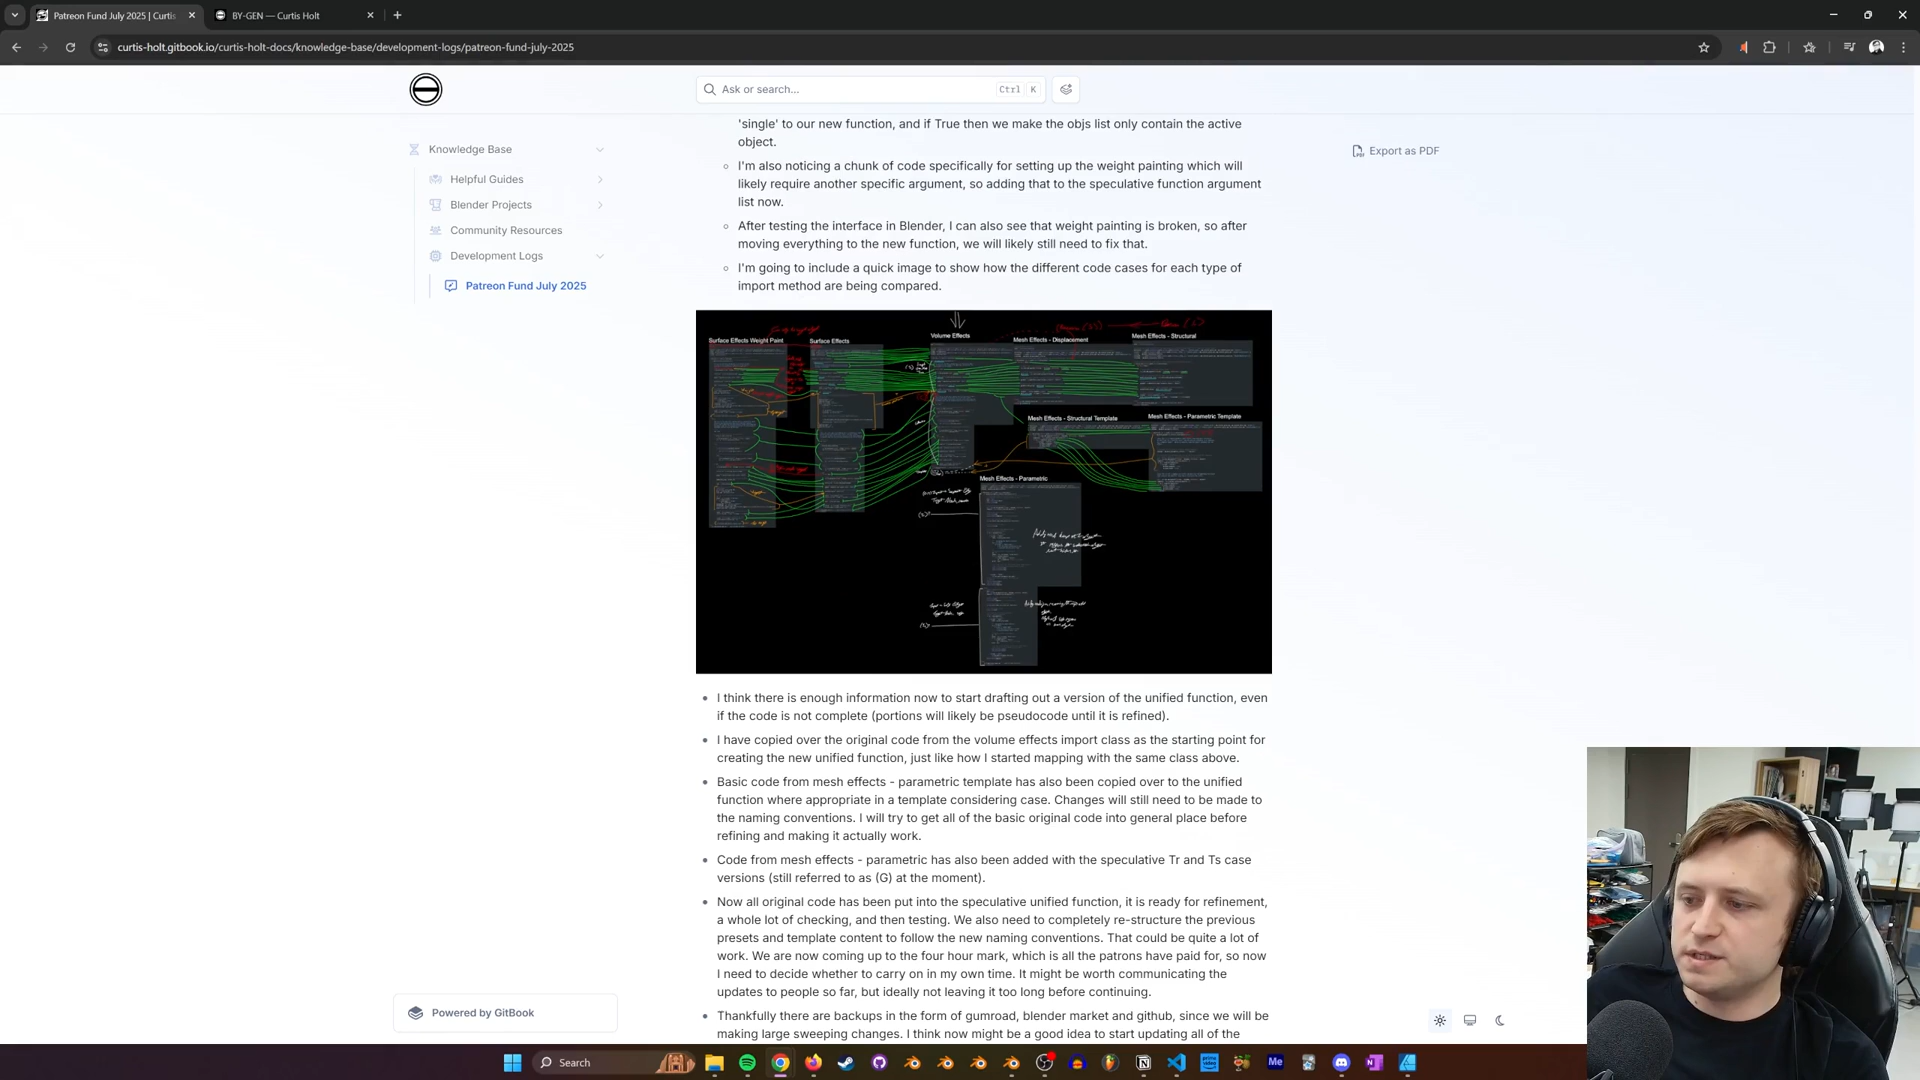 Patreon Fund July 2025 | Curtis
BY-GEN — Curtis Holt
curtis-holt.gitbook.io/curtis-holt-docs/knowledge-base/development-logs/patreon-fund-july-2025
Ask or search...
Ctrl
K
Knowledge Base
Helpful Guides
Blender Projects
Community Resources
Development Logs
Patreon Fund July 2025
Export as PDF
'single' to our new function, and if True then we make the objs list only contain the active
object.
I'm also noticing a chunk of code specifically for setting up the weight painting which will
likely require another specific argument, so adding that to the speculative function argument
list now.
After testing the interface in Blender, I can also see that weight painting is broken, so after
moving everything to the new function, we will likely still need to fix that.
I'm going to include a quick image to show how the different code cases for each type of
import method are being compared.
Surface Effects Weight Paint
Surface Effects
Volume Effects
Mesh Effects - Displacement
Mesh Effects - Structural
Mesh Effects - Structural Template
Mesh Effects - Parametric Template
Mesh Effects - Parametric
I think there is enough information now to start drafting out a version of the unified function, even
if the code is not complete (portions will likely be pseudocode until it is refined).
I have copied over the original code from the volume effects import class as the starting point for
creating the new unified function, just like how I started mapping with the same class above.
Basic code from mesh effects - parametric template has also been copied over to the unified
function where appropriate in a template considering case. Changes will still need to be made to
the naming conventions. I will try to get all of the basic original code into general place before
refining and making it actually work.
Code from mesh effects - parametric has also been added with the speculative Tr and Ts case
versions (still referred to as (G) at the moment).
Now all original code has been put into the speculative unified function, it is ready for refinement,
a whole lot of checking, and then testing. We also need to completely re-structure the previous
presets and template content to follow the new naming conventions. That could be quite a lot of
work. We are now coming up to the four hour mark, which is all the patrons have paid for, so now
I need to decide whether to carry on in my own time. It might be worth communicating the
updates to people so far, but ideally not leaving it too long before continuing.
Thankfully there are backups in the form of gumroad, blender market and github, since we will be
making large sweeping changes. I think now might be a good idea to start updating all of the
Powered by GitBook
Search
Me